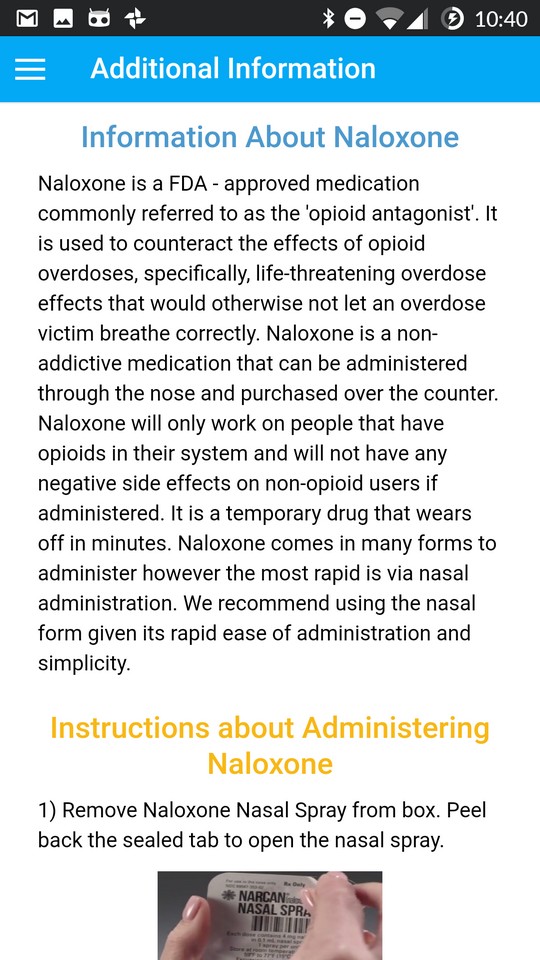 10:40
Additional Information
Information About Naloxone
Naloxone is a FDA - approved medication
commonly referred to as the 'opioid antagonist'. It
is used to counteract the effects of opioid
overdoses, specifically, life-threatening overdose
effects that would otherwise not let an overdose
victim breathe correctly. Naloxone is a non-
addictive medication that can be administered
through the nose and purchased over the counter.
Naloxone will only work on people that have
opioids in their system and will not have any
negative side effects on non-opioid users if
administered. It is a temporary drug that wears
off in minutes. Naloxone comes in many forms to
administer however the most rapid is via nasal
administration. We recommend using the nasal
form given its rapid ease of administration and
simplicity.
Instructions about Administering
Naloxone
1) Remove Naloxone Nasal Spray from box. Peel
back the sealed tab to open the nasal spray.
Rx Only
NARCAN
NASAL SPRA